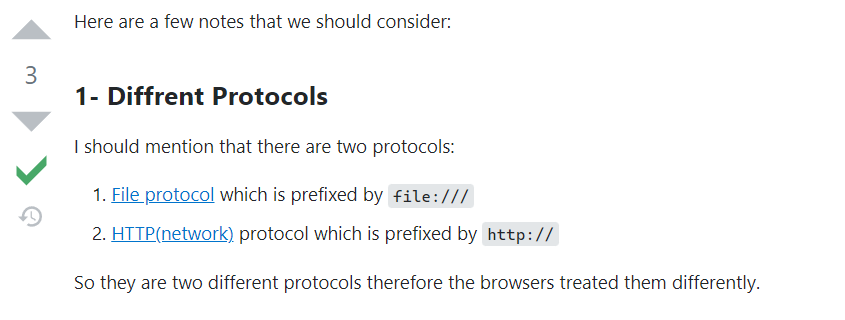 Here are a few notes that we should consider:
3
1- Diffrent Protocols
I should mention that there are two protocols:
1. File protocol which is prefixed by file:///
2. HTTP(network) protocol which is prefixed by http://
So they are two different protocols therefore the browsers treated them differently.